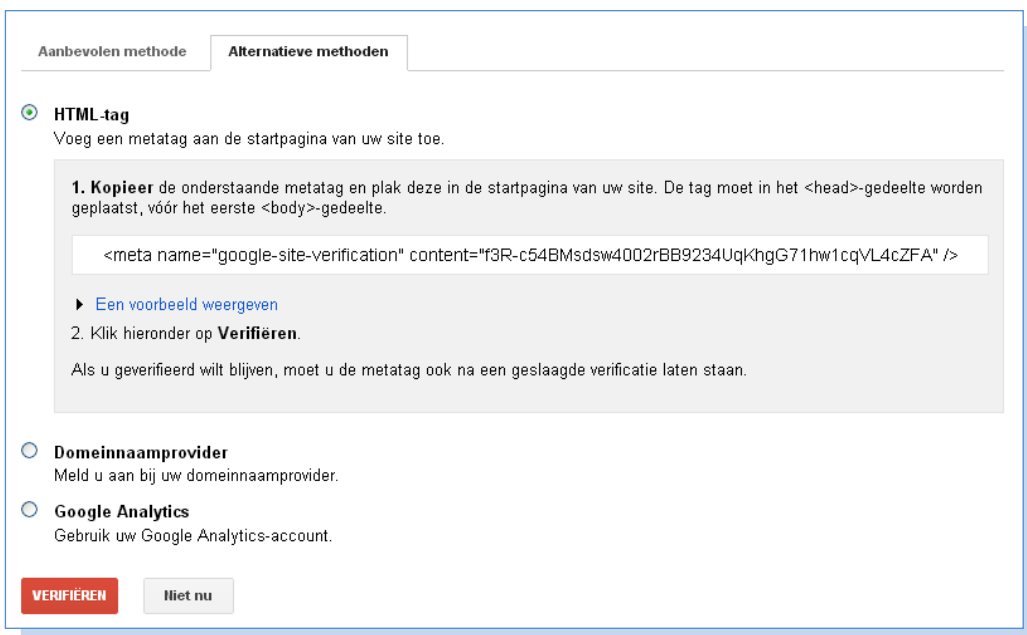 Aanbevolen methode Alternatieve methoden
HTML-tag
Voeg een metatag aan de startpagina van uw site toe.
1. Kopieer de onderstaande metatag en plak deze in de startpagina van uw site. De tag moet in het <head>-gedeelte worden
geplaatst, vóór het eerste <body>-gedeelte.
<meta name="google-site-verification" content="f3R-c54BMsdsw4002rBB9234UqKhgG71hw1cqVL4cZFA" />
Een voorbeeld weergeven
2. Klik hieronder op Verifiëren.
Als u geverifieerd wilt blijven, moet u de metatag ook na een geslaagde verificatie laten staan.
Domeinnaamprovider
Meld u aan bij uw domeinnaamprovider.
Google Analytics
Gebruik uw Google Analytics-account.
VERIFIËREN Niet nu